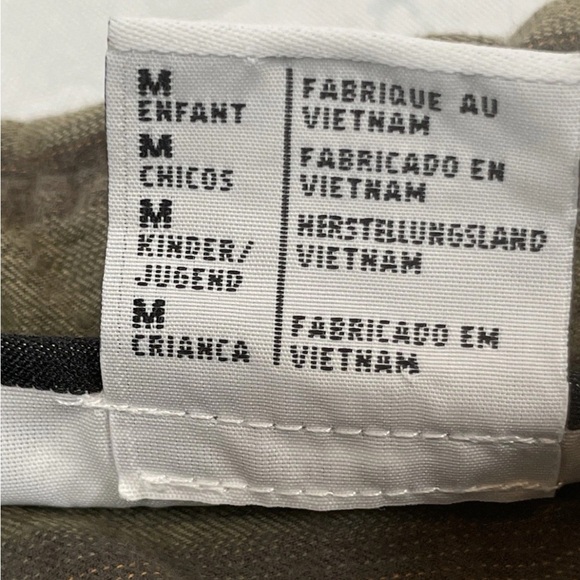 M
ENFANT
M
CHICOS
M
KINDER/
JUGEND
M
CRIANCA
FABRIQUE AU
VIETNAM
FABRICADO EN
VIETNAM
HERSTELLUNGSLAND
VIETNAM
FABRICADO EM
VIETNAM